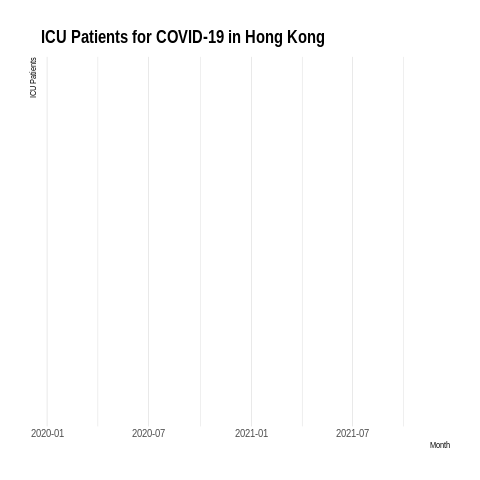 ICU Patients for COVID-19 in Hong Kong
ICU Patients
2020-01 2020-07 2021-01 2021-07
Month